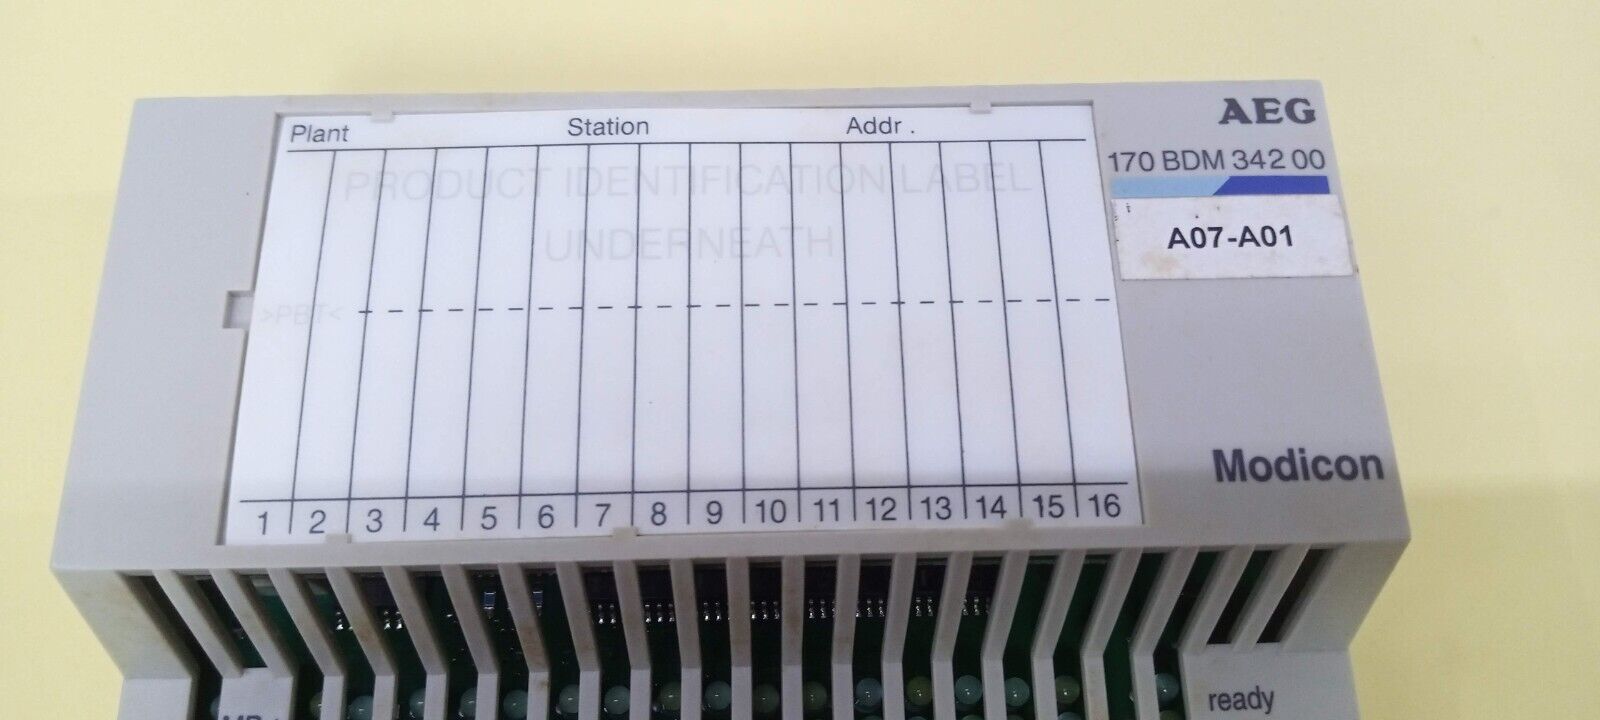 AEG
170 BDM 342 00
A07-A01
Plant Station Addr .
PRODUCT IDENTIFICATION LABEL
UNDERNEATH
>PBT<
Modicon
1 2 3 4 5 6 7 8 9 10 11 12 13 14 15 16
ready